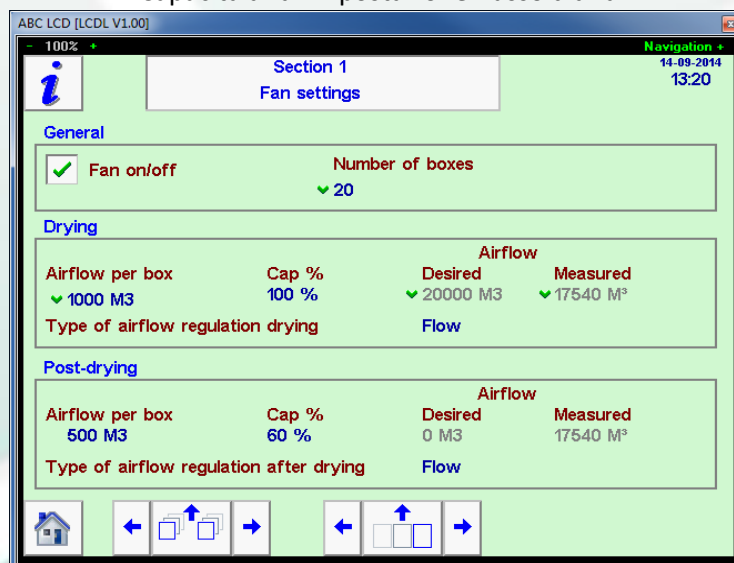 ABC LCD [LCDL V1.00]
- 100% +
Navigation +
i
Section 1
Fan settings
14-09-2014
13:20
General
Fan on/off
Number of boxes
20
Drying
Airflow
Airflow per box Cap % Desired Measured
1000 M3 100 % 20000 M3 17540 M³
Type of airflow regulation drying Flow
Post-drying
Airflow
Airflow per box Cap % Desired Measured
500 M3 60 % 0 M3 17540 M³
Type of airflow regulation after drying Flow